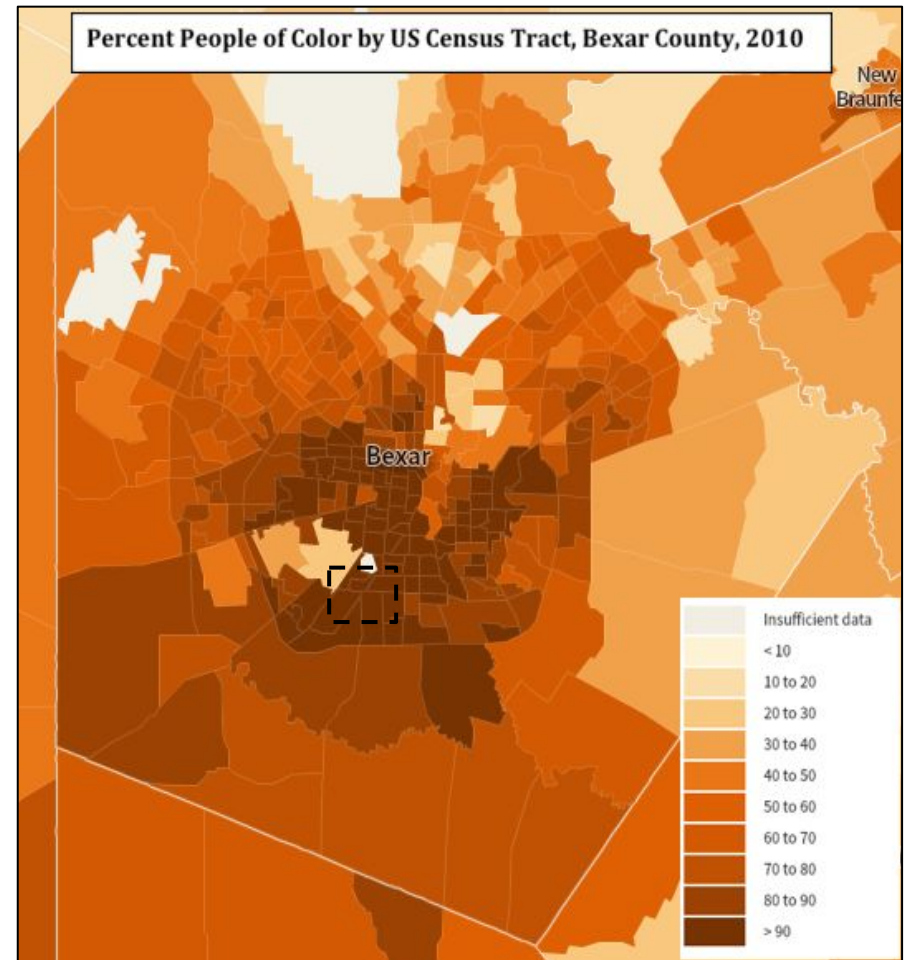 Percent People of Color by US Census Tract, Bexar County, 2010
New
Braunfe
Bexar
Insufficient data
< 10
10 to 20
20 to 30
30 to 40
40 to 50
50 to 60
60 to 70
70 to 80
80 to 90
> 90